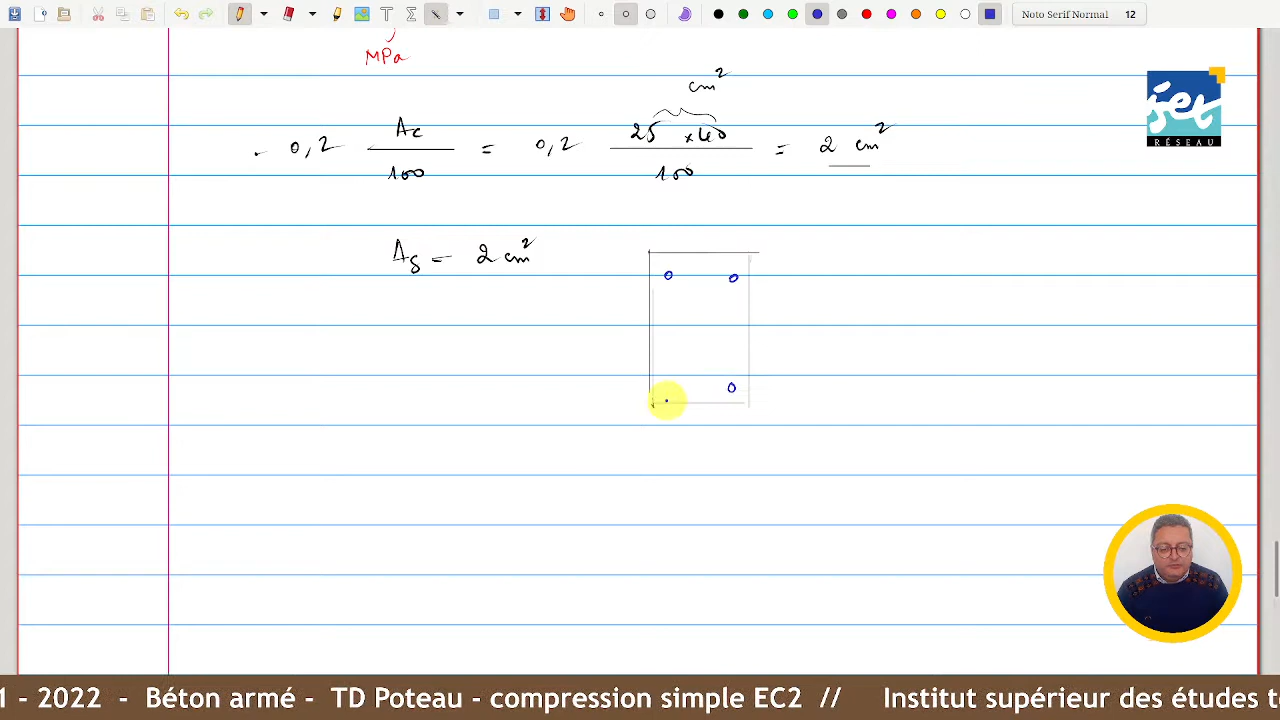 Noto Serif Normal 12
MPa
cm²
- 0,2 Ac/100 = 0,2 25 x 40/100 = 2 cm²
As = 2 cm²
iset
RÉSEAU
1 - 2022 - Béton armé - TD Poteau - compression simple EC2 // Institut supérieur des études t